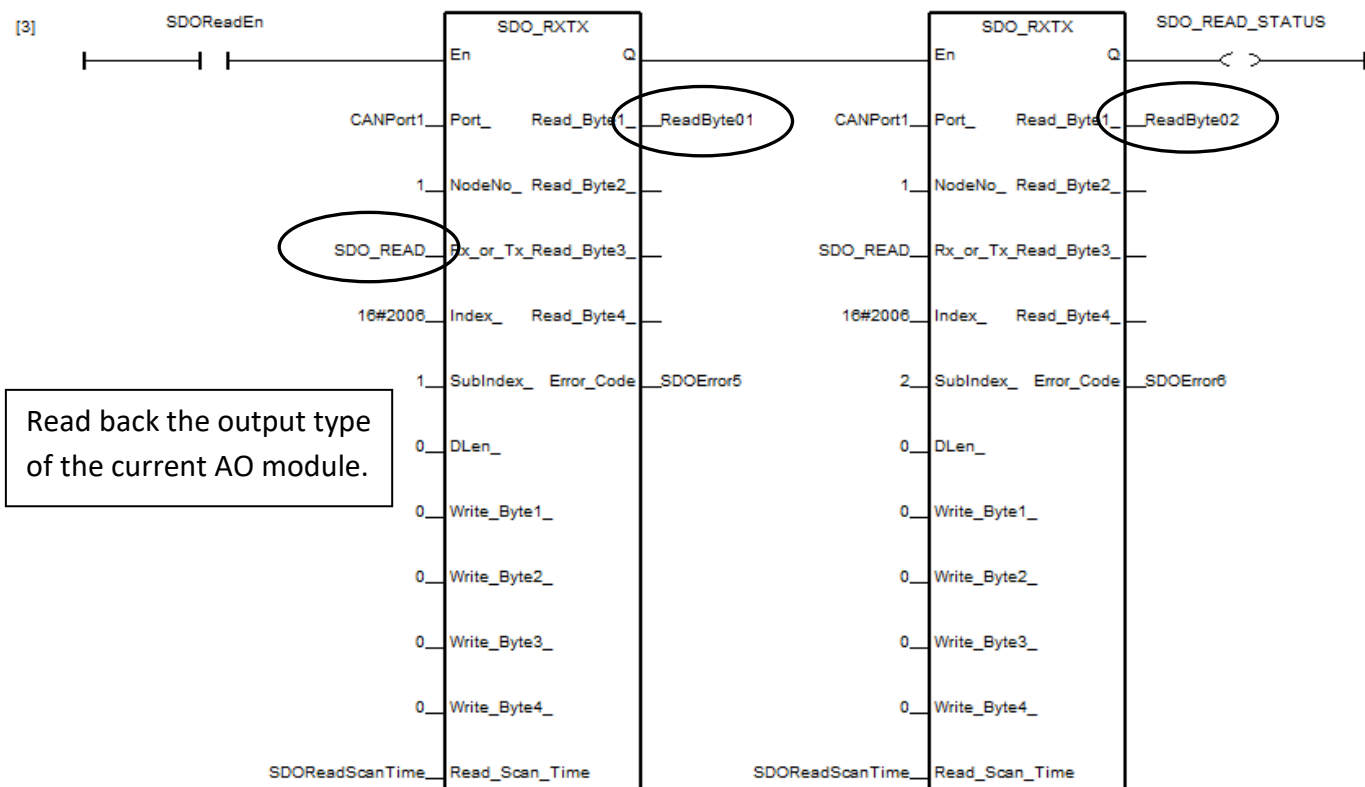 [3] SDOReadEn SDO_RXTX SDO_RXTX SDO_READ_STATUS
En Q En Q
CANPort1 Port_ Read_Byte1_ ReadByte01 CANPort1 Port_ Read_Byte1_ ReadByte02
1 NodeNo_ Read_Byte2_ 1 NodeNo_ Read_Byte2_
SDO_READ Rx_or_Tx_ Read_Byte3_ SDO_READ Rx_or_Tx_ Read_Byte3_
16#2006 Index_ Read_Byte4_ 16#2006 Index_ Read_Byte4_
1 SubIndex_ Error_Code SDOError5 2 SubIndex_ Error_Code SDOError6
Read back the output type
of the current AO module.
0 DLen_ 0 DLen_
0 Write_Byte1_ 0 Write_Byte1_
0 Write_Byte2_ 0 Write_Byte2_
0 Write_Byte3_ 0 Write_Byte3_
0 Write_Byte4_ 0 Write_Byte4_
SDOReadScanTime Read_Scan_Time SDOReadScanTime Read_Scan_Time